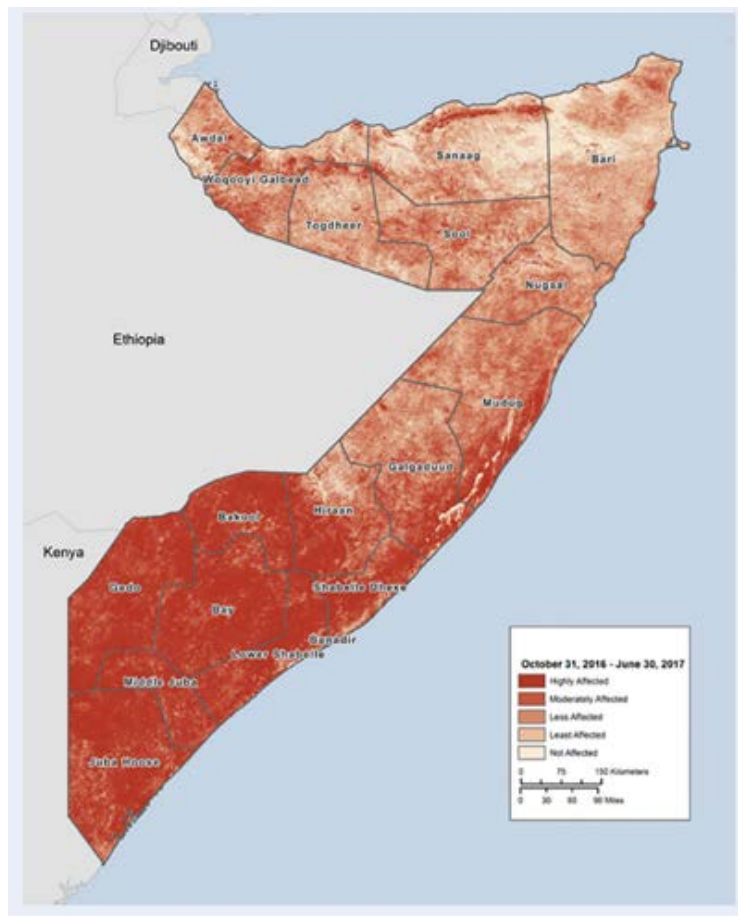 Djibouti
Awdal
Sanaag
Bari
Woqooyi Galbeed
Togdheer
Sool
Nugaal
Ethiopia
Mudug
Galgaduud
Hiraan
Bakool
Kenya
Gedo
Shabelle Dhexe
Bay
Banadir
Lower Shabelle
Middle Juba
Juba Hoose
October 31, 2016 - June 30, 2017
Highly Affected
Moderately Affected
Less Affected
Least Affected
Not Affected
0 75 150 Kilometers
0 30 60 90 Miles